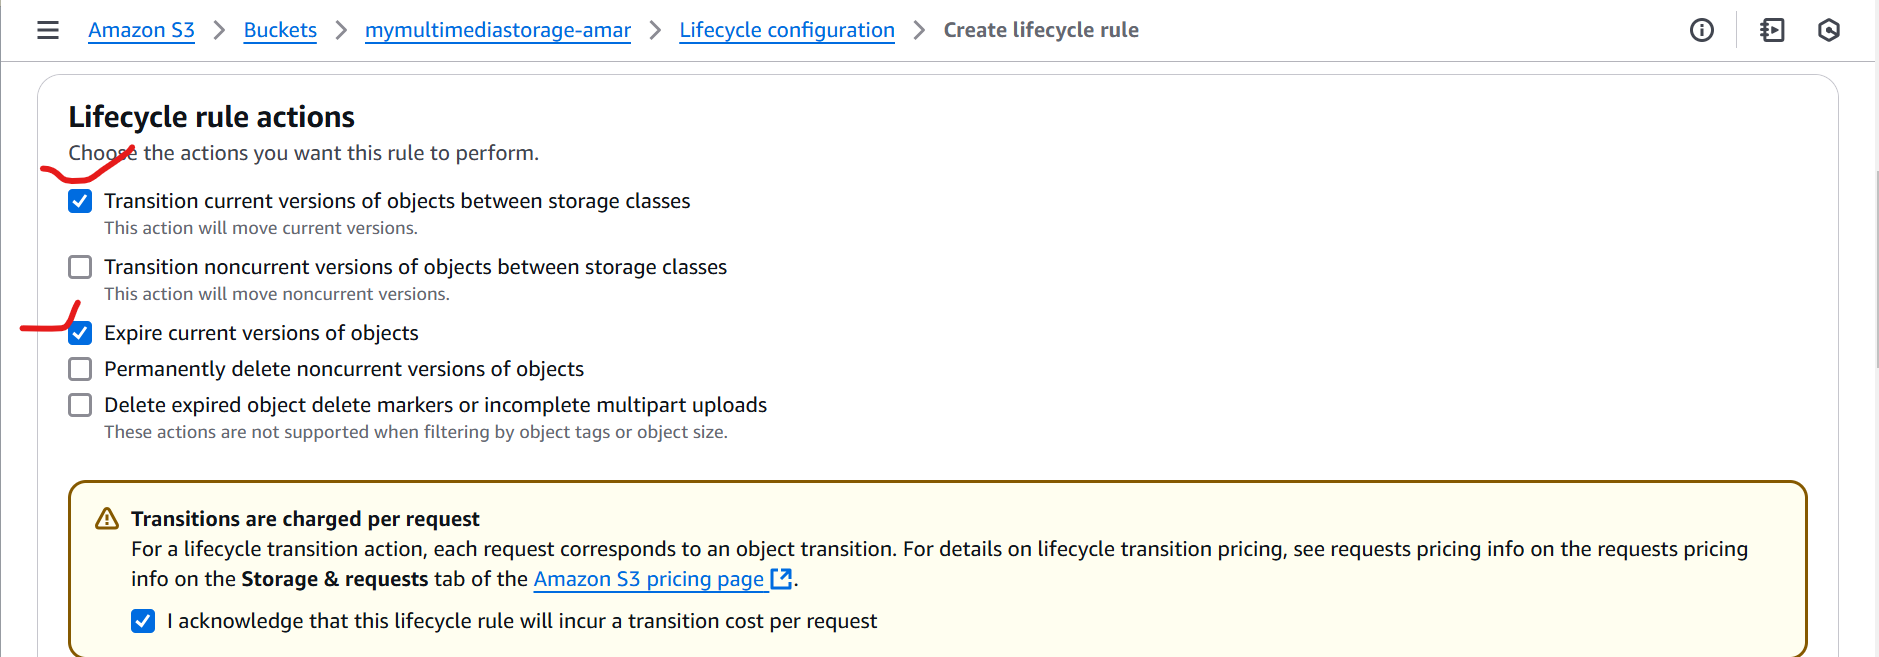 Amazon S3 > Buckets > mymultimediastorage-amar > Lifecycle configuration > Create lifecycle rule
Lifecycle rule actions
Choose the actions you want this rule to perform.
Transition current versions of objects between storage classes
This action will move current versions.
Transition noncurrent versions of objects between storage classes
This action will move noncurrent versions.
Expire current versions of objects
Permanently delete noncurrent versions of objects
Delete expired object delete markers or incomplete multipart uploads
These actions are not supported when filtering by object tags or object size.
Transitions are charged per request
For a lifecycle transition action, each request corresponds to an object transition. For details on lifecycle transition pricing, see requests pricing info on the requests pricing
info on the Storage & requests tab of the Amazon S3 pricing page.
I acknowledge that this lifecycle rule will incur a transition cost per request